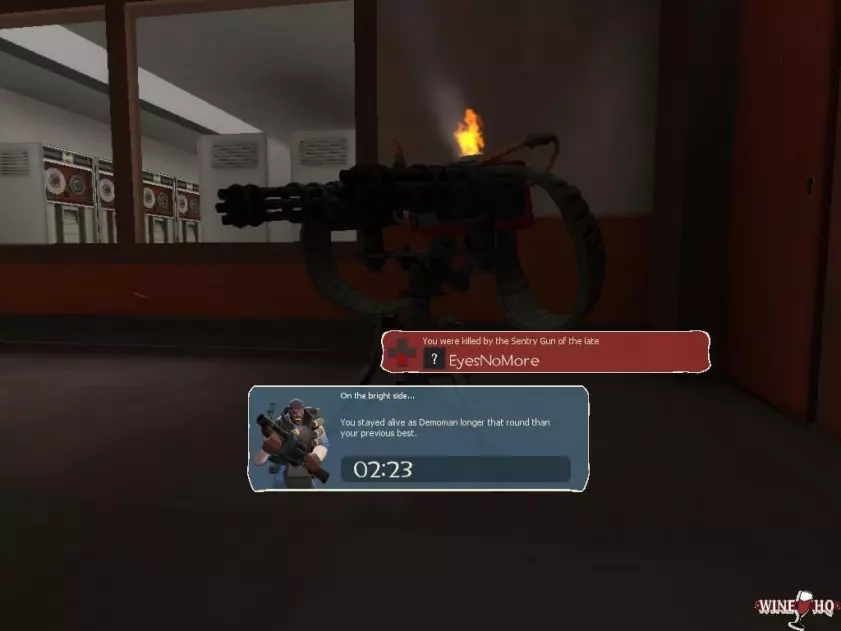 You were killed by the Sentry Gun of the late
?
EyesNoMore
On the bright side...
You stayed alive as Demoman longer that round than
your previous best.
02:23
WINE HQ